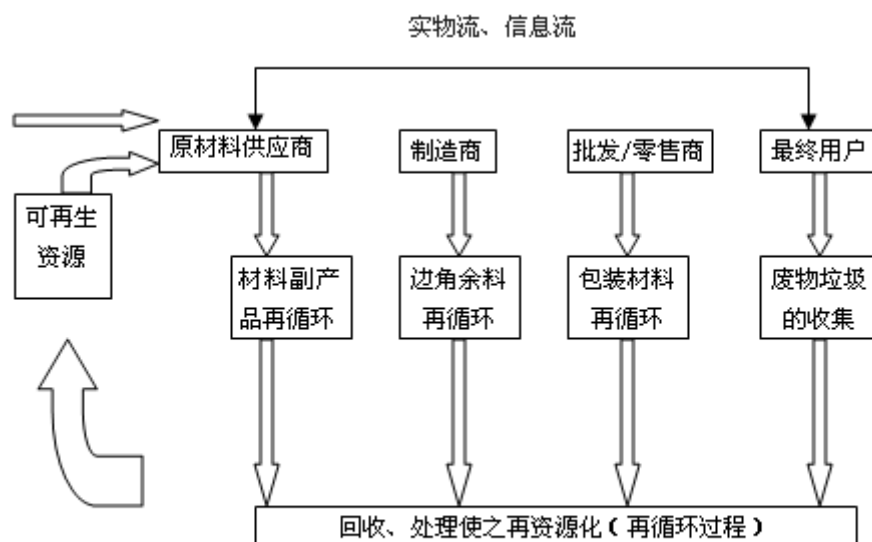 实物流、信息流
原材料供应商
制造商
批发/零售商
最终用户
可再生
资源
材料副产
品再循环
边角余料
再循环
包装材料
再循环
废物垃圾
的收集
回收、处理使之再资源化（再循环过程）